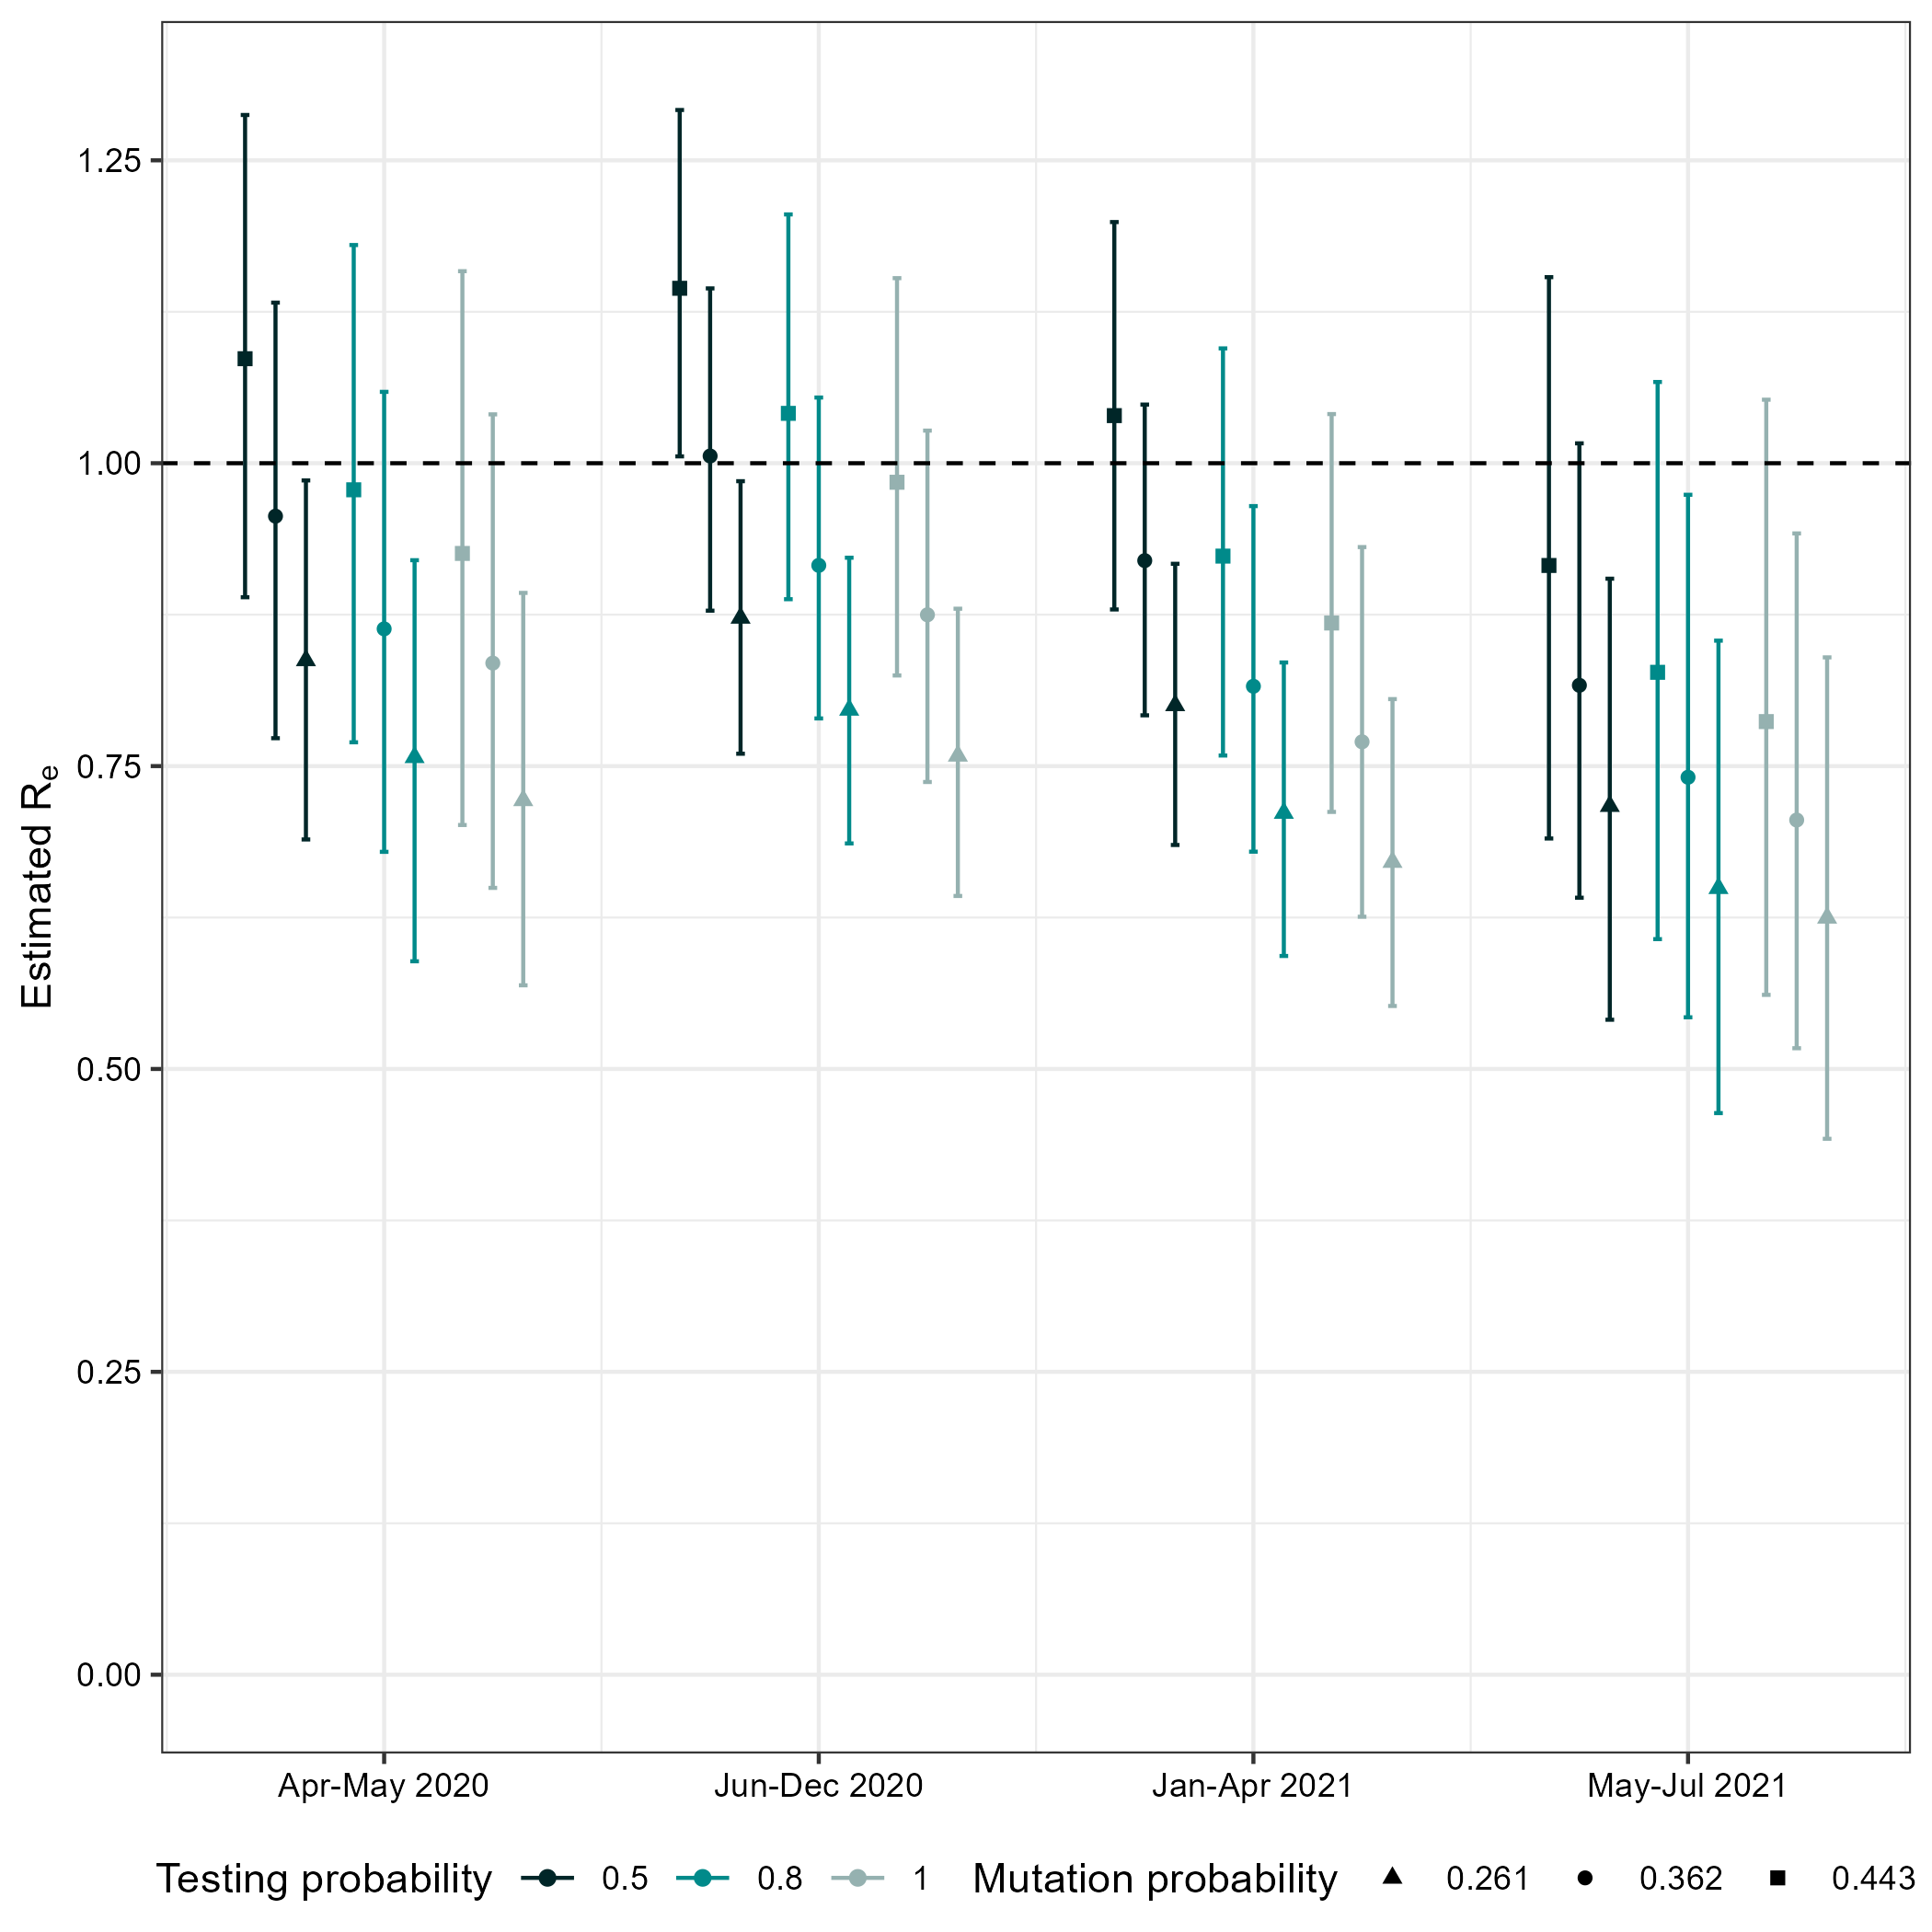 Estimated Re
1.25
1.00
0.75
0.50
0.25
0.00
Apr-May 2020 Jun-Dec 2020 Jan-Apr 2021 May-Jul 2021
Testing probability 0.5 0.8 1 Mutation probability 0.261 0.362 0.443